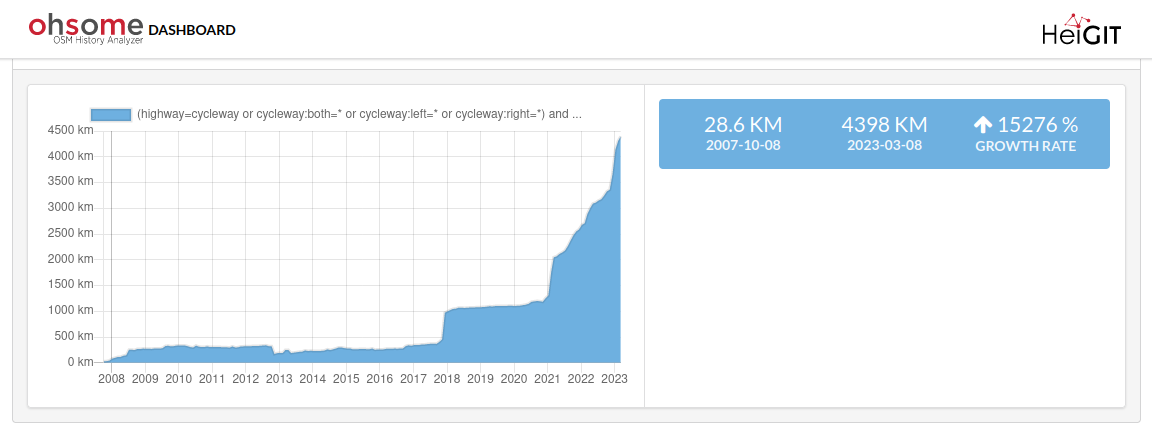 ohsome DASHBOARD
OSM History Analyzer
HeiGIT
(highway=cycleway or cycleway:both=* or cycleway:left=* or cycleway:right=*) and ...
4500 km
4000 km
3500 km
3000 km
2500 km
2000 km
1500 km
1000 km
500 km
0 km
2008 2009 2010 2011 2012 2013 2014 2015 2016 2017 2018 2019 2020 2021 2022 2023
28.6 KM 4398 KM 15276 %
2007-10-08 2023-03-08 GROWTH RATE